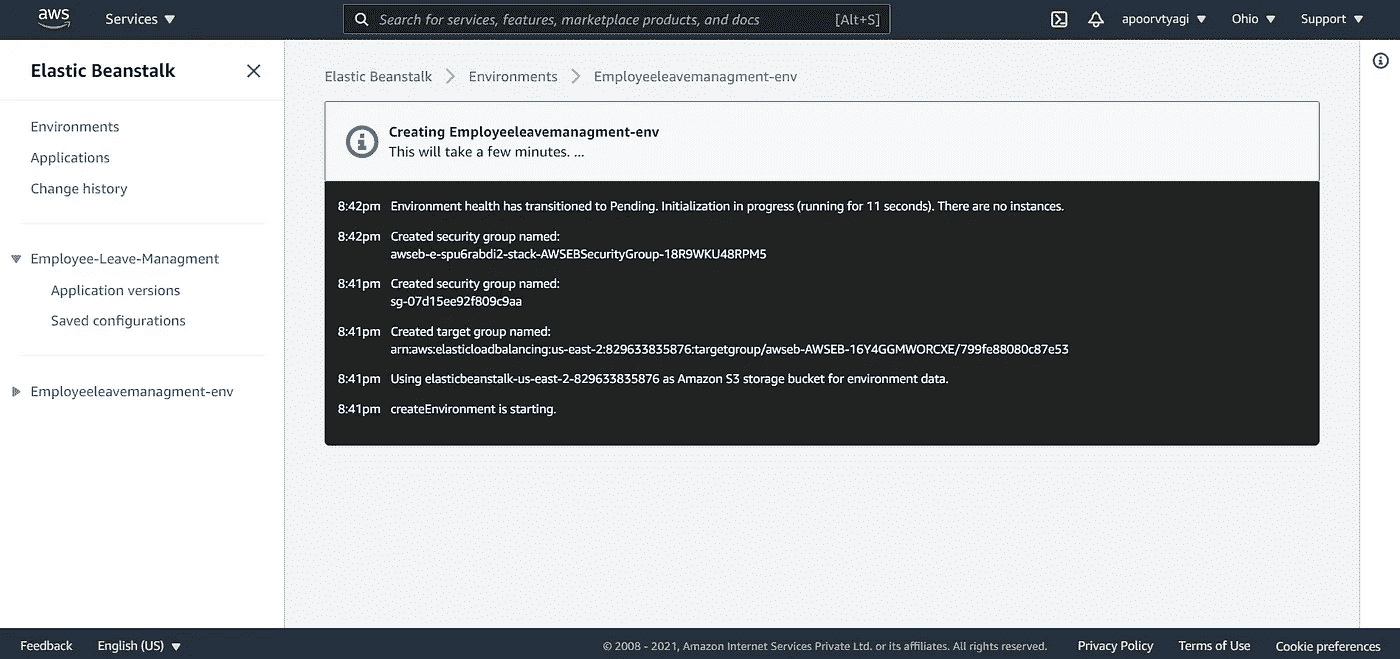 aws
Services
Search for services, features, marketplace products, and docs [Alt+S]
apoorvtyagi
Ohio
Support
Elastic Beanstalk
Environments
Applications
Change history
Employee-Leave-Managment
Application versions
Saved configurations
Employeeleavemanagment-env
Elastic Beanstalk Environments Employeeleavemanagment-env
Creating Employeeleavemanagment-env
This will take a few minutes. ...
8:42pm Environment health has transitioned to Pending. Initialization in progress (running for 11 seconds). There are no instances.
8:42pm Created security group named:
awseb-e-spu6rabdi2-stack-AWSEBSecurityGroup-18R9WKU48RPM5
8:41pm Created security group named:
sg-07d15ee92f809c9aa
8:41pm Created target group named:
arn:aws:elasticloadbalancing:us-east-2:829633835876:targetgroup/awseb-AWSEB-16Y4GGMWORCXE/799fe88080c87e53
8:41pm Using elasticbeanstalk-us-east-2-829633835876 as Amazon S3 storage bucket for environment data.
8:41pm createEnvironment is starting.
Feedback
English (US)
© 2008 - 2021, Amazon Internet Services Private Ltd. or its affiliates. All rights reserved.
Privacy Policy
Terms of Use
Cookie preferences